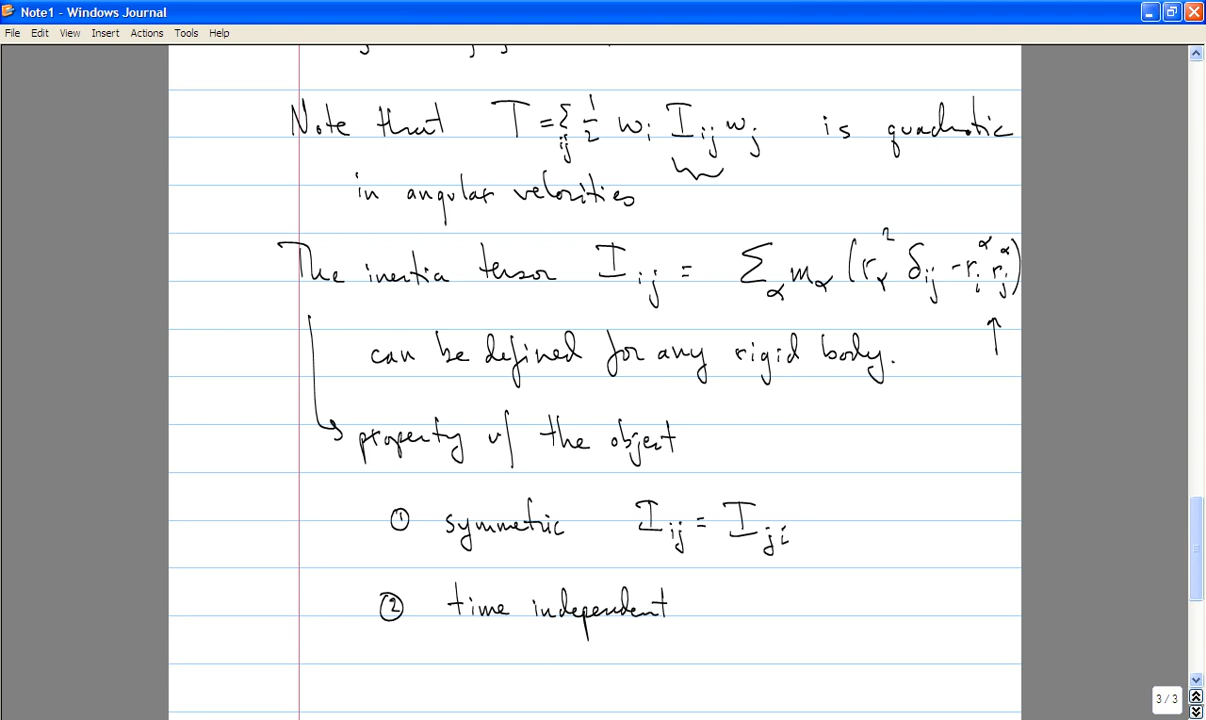 Note1 - Windows Journal
File Edit View Insert Actions Tools Help
Note that T = Σ_ij 1/2 ω_i I_ij ω_j is quadratic
in angular velocities
The inertia tensor I_ij = Σ_α m_α (r_α^2 δ_ij - r_i^α r_j^α)
can be defined for any rigid body.
↳ property of the object
① symmetric I_ij = I_ji
② time independent
3 / 3